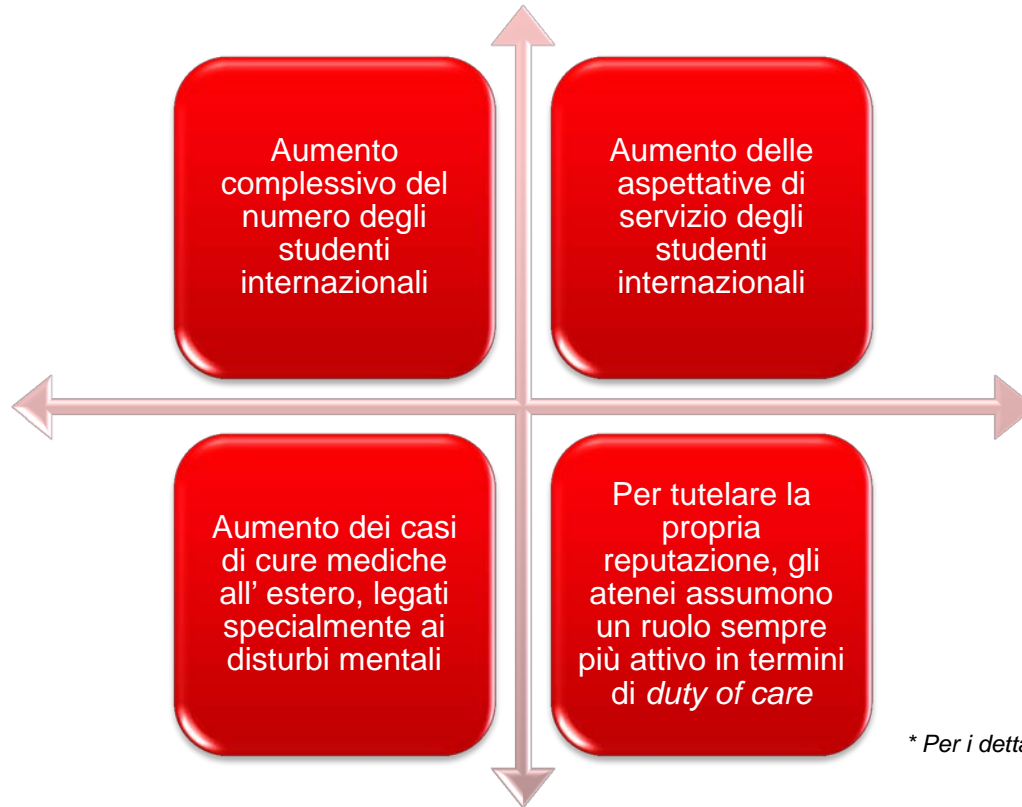 Aumento
complessivo del
numero degli
studenti
internazionali
Aumento delle
aspettative di
servizio degli
studenti
internazionali
Aumento dei casi
di cure mediche
all’ estero, legati
specialmente ai
disturbi mentali
Per tutelare la
propria
reputazione, gli
atenei assumono
un ruolo sempre
più attivo in termini
di duty of care
* Per i